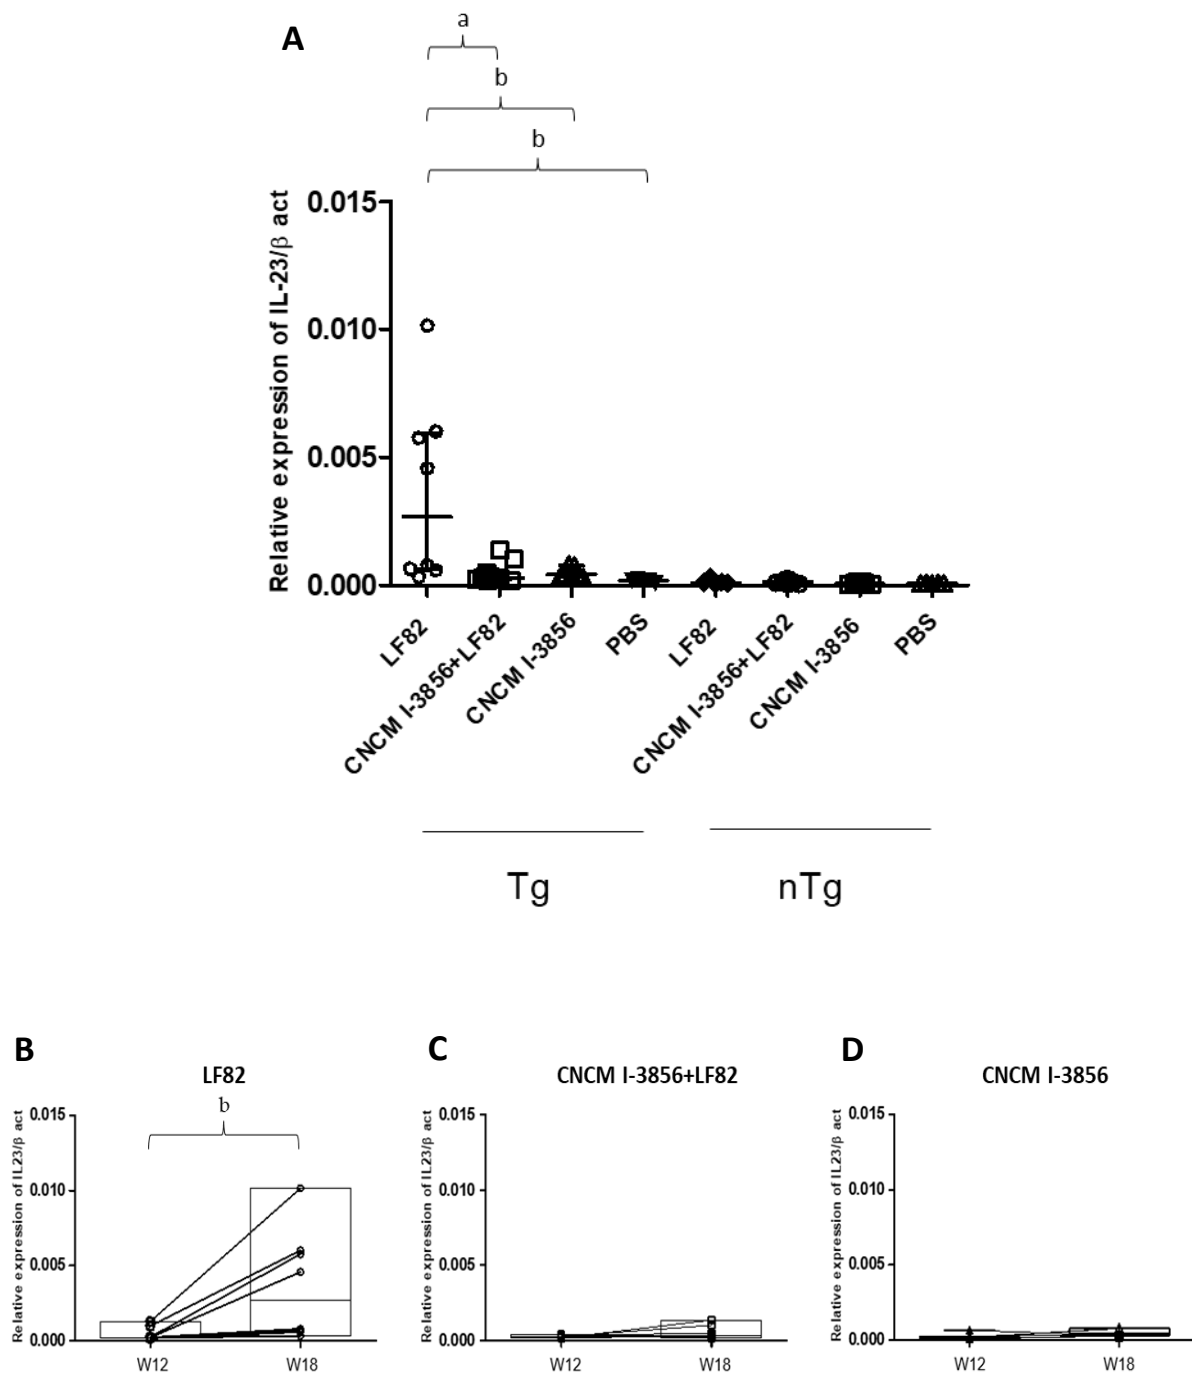 A
a
b
b
Relative expression of IL-23/β act
0.015
0.010
0.005
0.000
LF82
CNCM I-3856+LF82
CNCM I-3856
PBS
LF82
CNCM I-3856+LF82
CNCM I-3856
PBS
Tg
nTg
B
LF82
b
Relative expression of IL23/β act
0.015
0.010
0.005
0.000
W12
W18
C
CNCM I-3856+LF82
Relative expression of IL23/β act
0.015
0.010
0.005
0.000
W12
W18
D
CNCM I-3856
Relative expression of IL23/β act
0.015
0.010
0.005
0.000
W12
W18